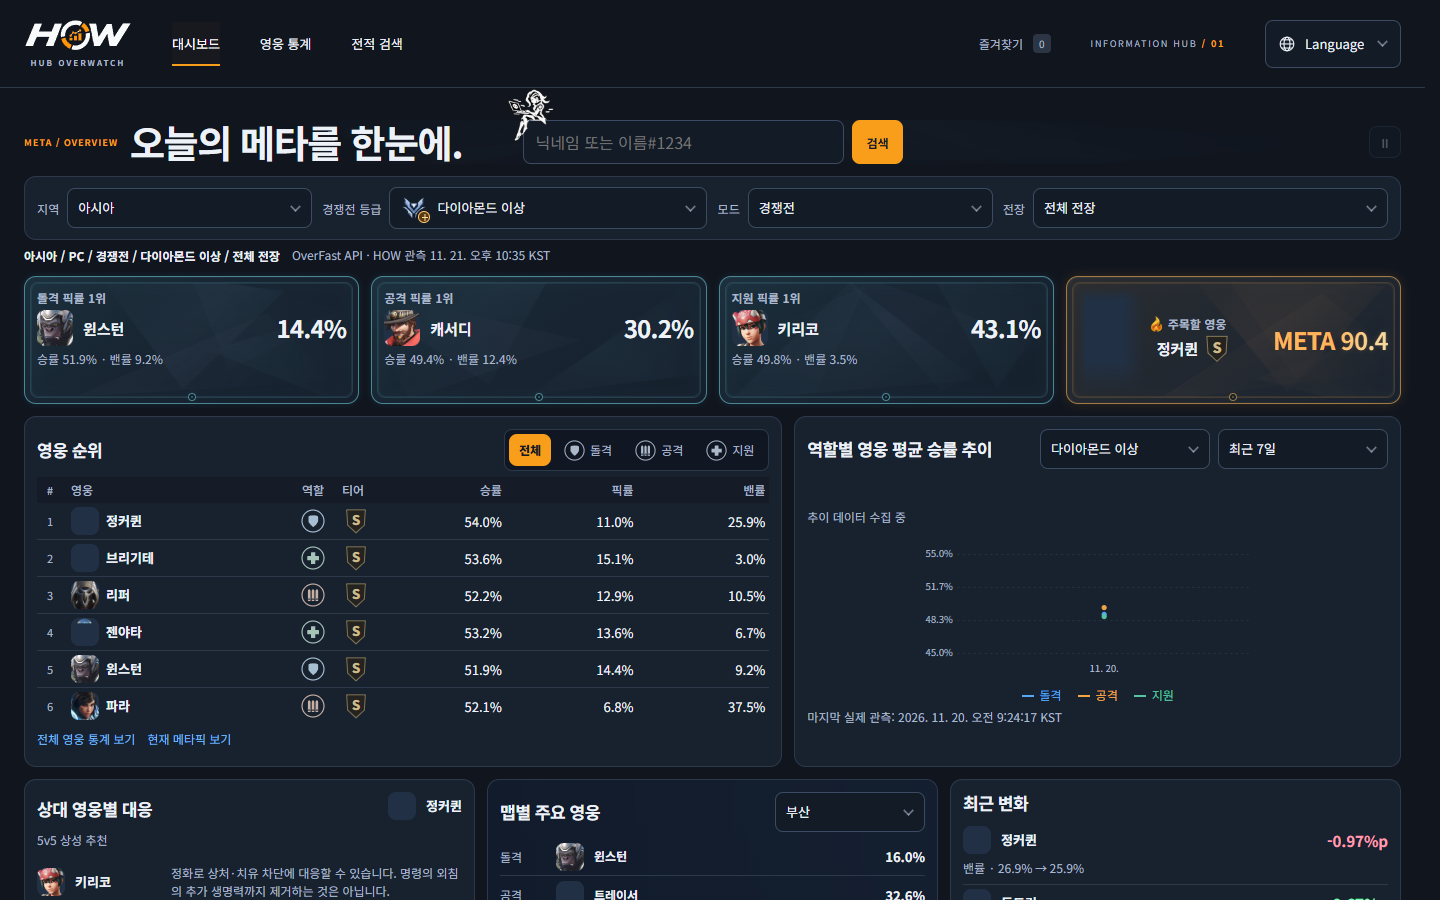 HOW
HUB OVERWATCH
대시보드
영웅 통계
전적 검색
즐겨찾기 0
INFORMATION HUB / 01
Language
META / OVERVIEW
오늘의 메타를 한눈에.
닉네임 또는 이름#1234
검색
지역
아시아
경쟁전 등급
다이아몬드 이상
모드
경쟁전
전장
전체 전장
아시아 / PC / 경쟁전 / 다이아몬드 이상 / 전체 전장 OverFast API · HOW 관측 11. 21. 오후 10:35 KST
돌격 픽률 1위
윈스턴
14.4%
승률 51.9% · 밴률 9.2%
공격 픽률 1위
캐서디
30.2%
승률 49.4% · 밴률 12.4%
지원 픽률 1위
키리코
43.1%
승률 49.8% · 밴률 3.5%
주목할 영웅
정커퀸 S
META 90.4
영웅 순위
전체
돌격
공격
지원
# 영웅 역할 티어 승률 픽률 밴률
1 정커퀸 S 54.0% 11.0% 25.9%
2 브리기테 S 53.6% 15.1% 3.0%
3 리퍼 S 52.2% 12.9% 10.5%
4 젠야타 S 53.2% 13.6% 6.7%
5 윈스턴 S 51.9% 14.4% 9.2%
6 파라 S 52.1% 6.8% 37.5%
전체 영웅 통계 보기 현재 메타픽 보기
역할별 영웅 평균 승률 추이
다이아몬드 이상
최근 7일
추이 데이터 수집 중
55.0%
51.7%
48.3%
45.0%
11. 20.
돌격 공격 지원
마지막 실제 관측: 2026. 11. 20. 오전 9:24:17 KST
상대 영웅별 대응
정커퀸
5v5 상성 추천
키리코
정화로 상처·치유 차단에 대응할 수 있습니다. 명령의 외침
의 추가 생명력까지 제거하는 것은 아닙니다.
맵별 주요 영웅
부산
돌격 윈스턴 16.0%
공격 트레이서 32.6%
최근 변화
정커퀸
-0.97%p
밴률 · 26.9% → 25.9%